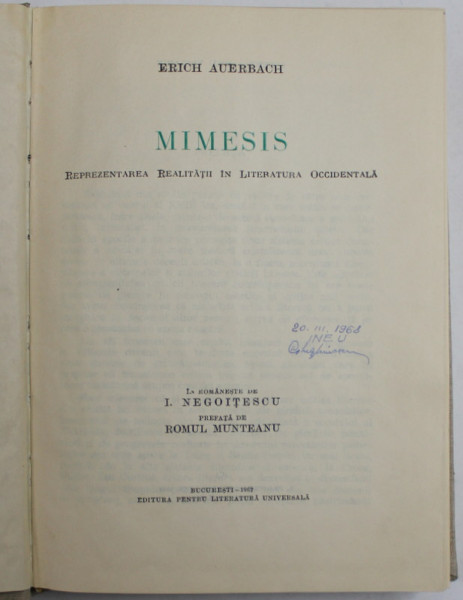 ERICH AUERBACH
MIMESIS
REPREZENTAREA REALITĂȚII ÎN LITERATURA OCCIDENTALĂ
20. III. 1968
INEU
ÎN ROMÂNEȘTE DE
I. NEGOIȚESCU
PREFAȚĂ DE
ROMUL MUNTEANU
BUCUREȘTI – 1967
EDITURA PENTRU LITERATURĂ UNIVERSALĂ